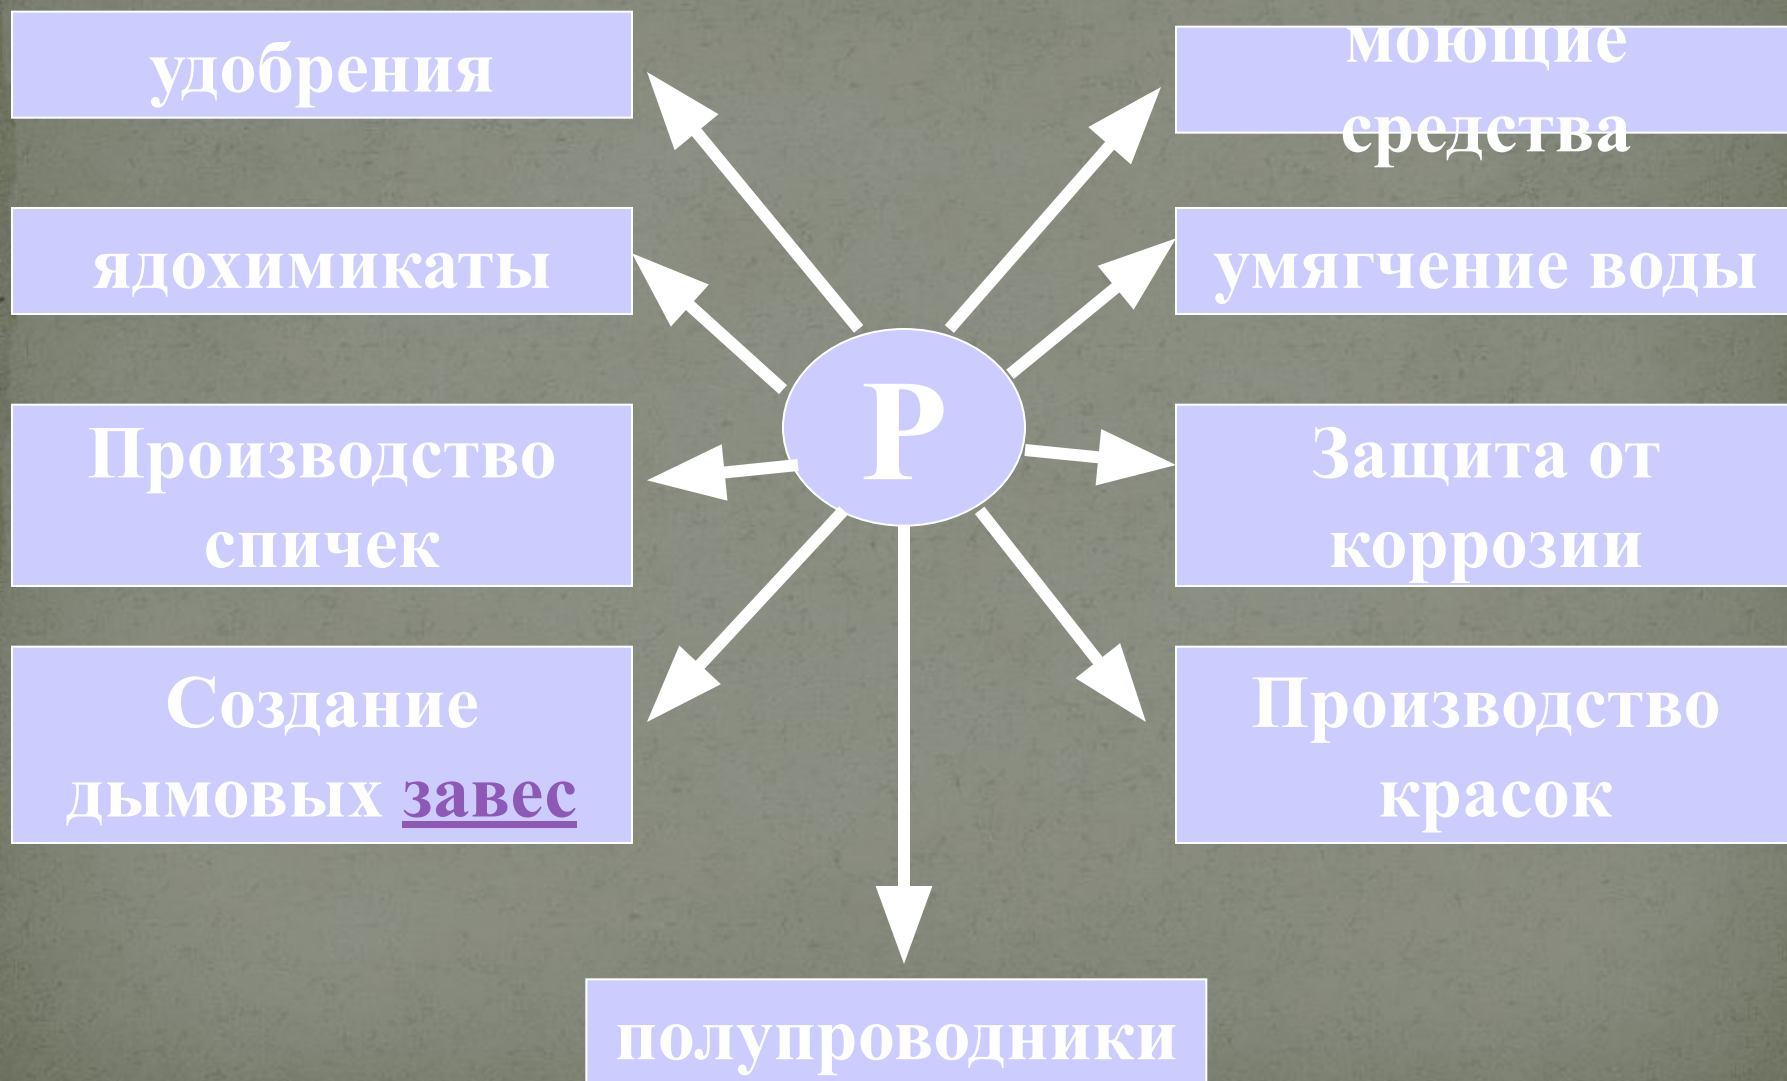 удобрения
моющие
средства
ядохимикаты
умягчение воды
Р
Производство
спичек
Защита от
коррозии
Создание
дымовых завес
Производство
красок
полупроводники